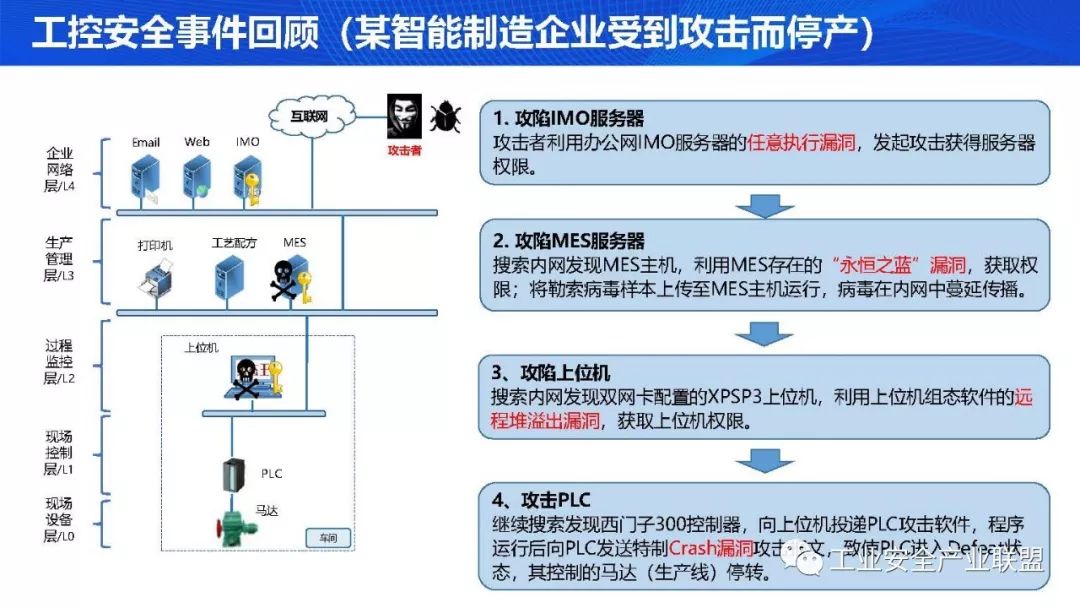 工控安全事件回顾（某智能制造企业受到攻击而停产）
互联网
攻击者
企业
网络
层/L4
Email
Web
IMO
生产
管理
层/L3
打印机
工艺配方
MES
过程
监控
层/L2
上位机
现场
控制
层/L1
PLC
现场
设备
层/L0
马达
车间
1. 攻陷IMO服务器
攻击者利用办公网IMO服务器的任意执行漏洞，发起攻击获得服务器
权限。
2. 攻陷MES服务器
搜索内网发现MES主机，利用MES存在的“永恒之蓝”漏洞，获取权
限；将勒索病毒样本上传至MES主机运行，病毒在内网中蔓延传播。
3、攻陷上位机
搜索内网发现双网卡配置的XPSP3上位机，利用上位机组态软件的远
程堆溢出漏洞，获取上位机权限。
4、攻击PLC
继续搜索发现西门子300控制器，向上位机投递PLC攻击软件，程序
运行后向PLC发送特制Crash漏洞攻击文，致使PLC进入Defeat状
态，其控制的马达（生产线）停转。
工业安全产业联盟